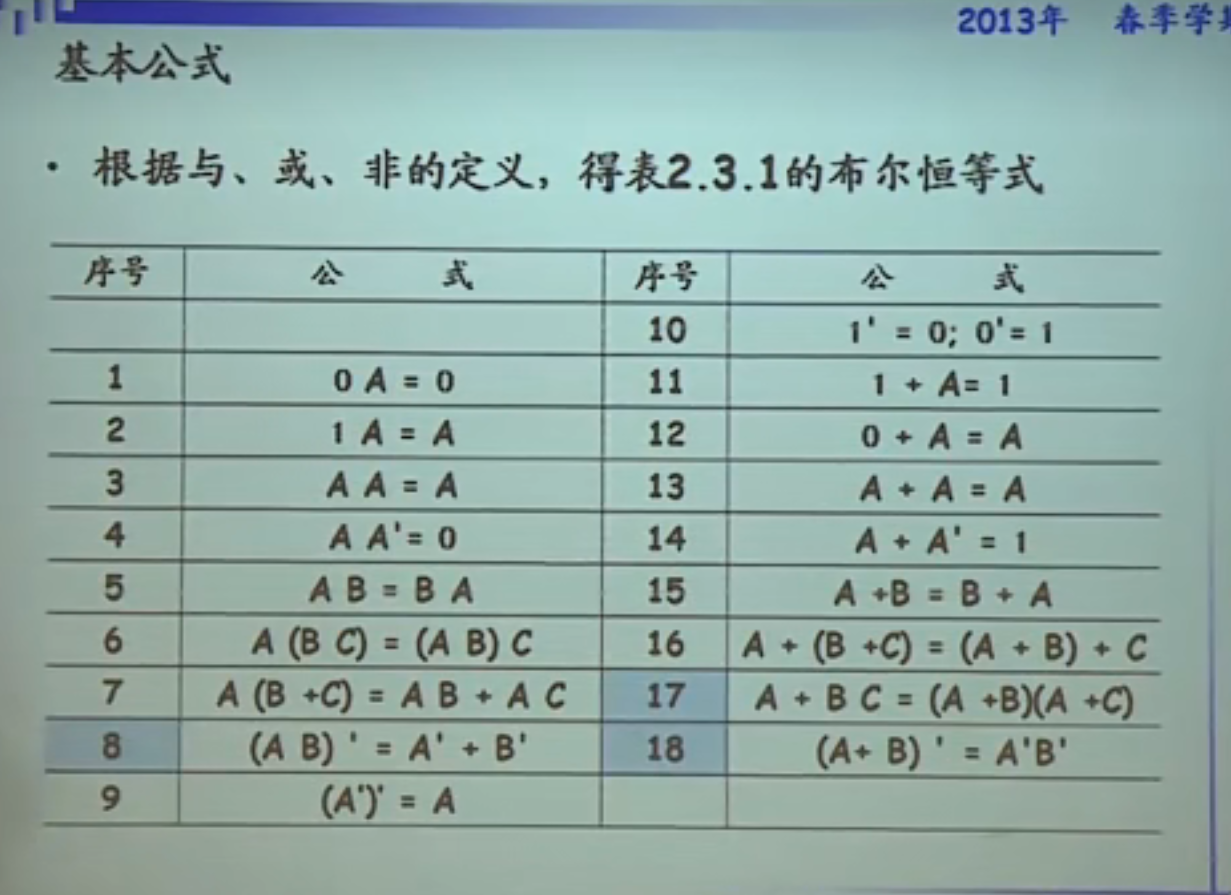 2013年 春季学
基本公式
· 根据与、或、非的定义，得表2.3.1的布尔恒等式
序号 公 式 序号 公 式
10 1' = 0; 0'= 1
1 0 A = 0 11 1 + A= 1
2 1 A = A 12 0 + A = A
3 A A = A 13 A + A = A
4 A A'= 0 14 A + A' = 1
5 A B = B A 15 A +B = B + A
6 A (B C) = (A B) C 16 A + (B +C) = (A + B) + C
7 A (B +C) = A B + A C 17 A + B C = (A +B)(A +C)
8 (A B) ' = A' + B' 18 (A+ B) ' = A'B'
9 (A')' = A